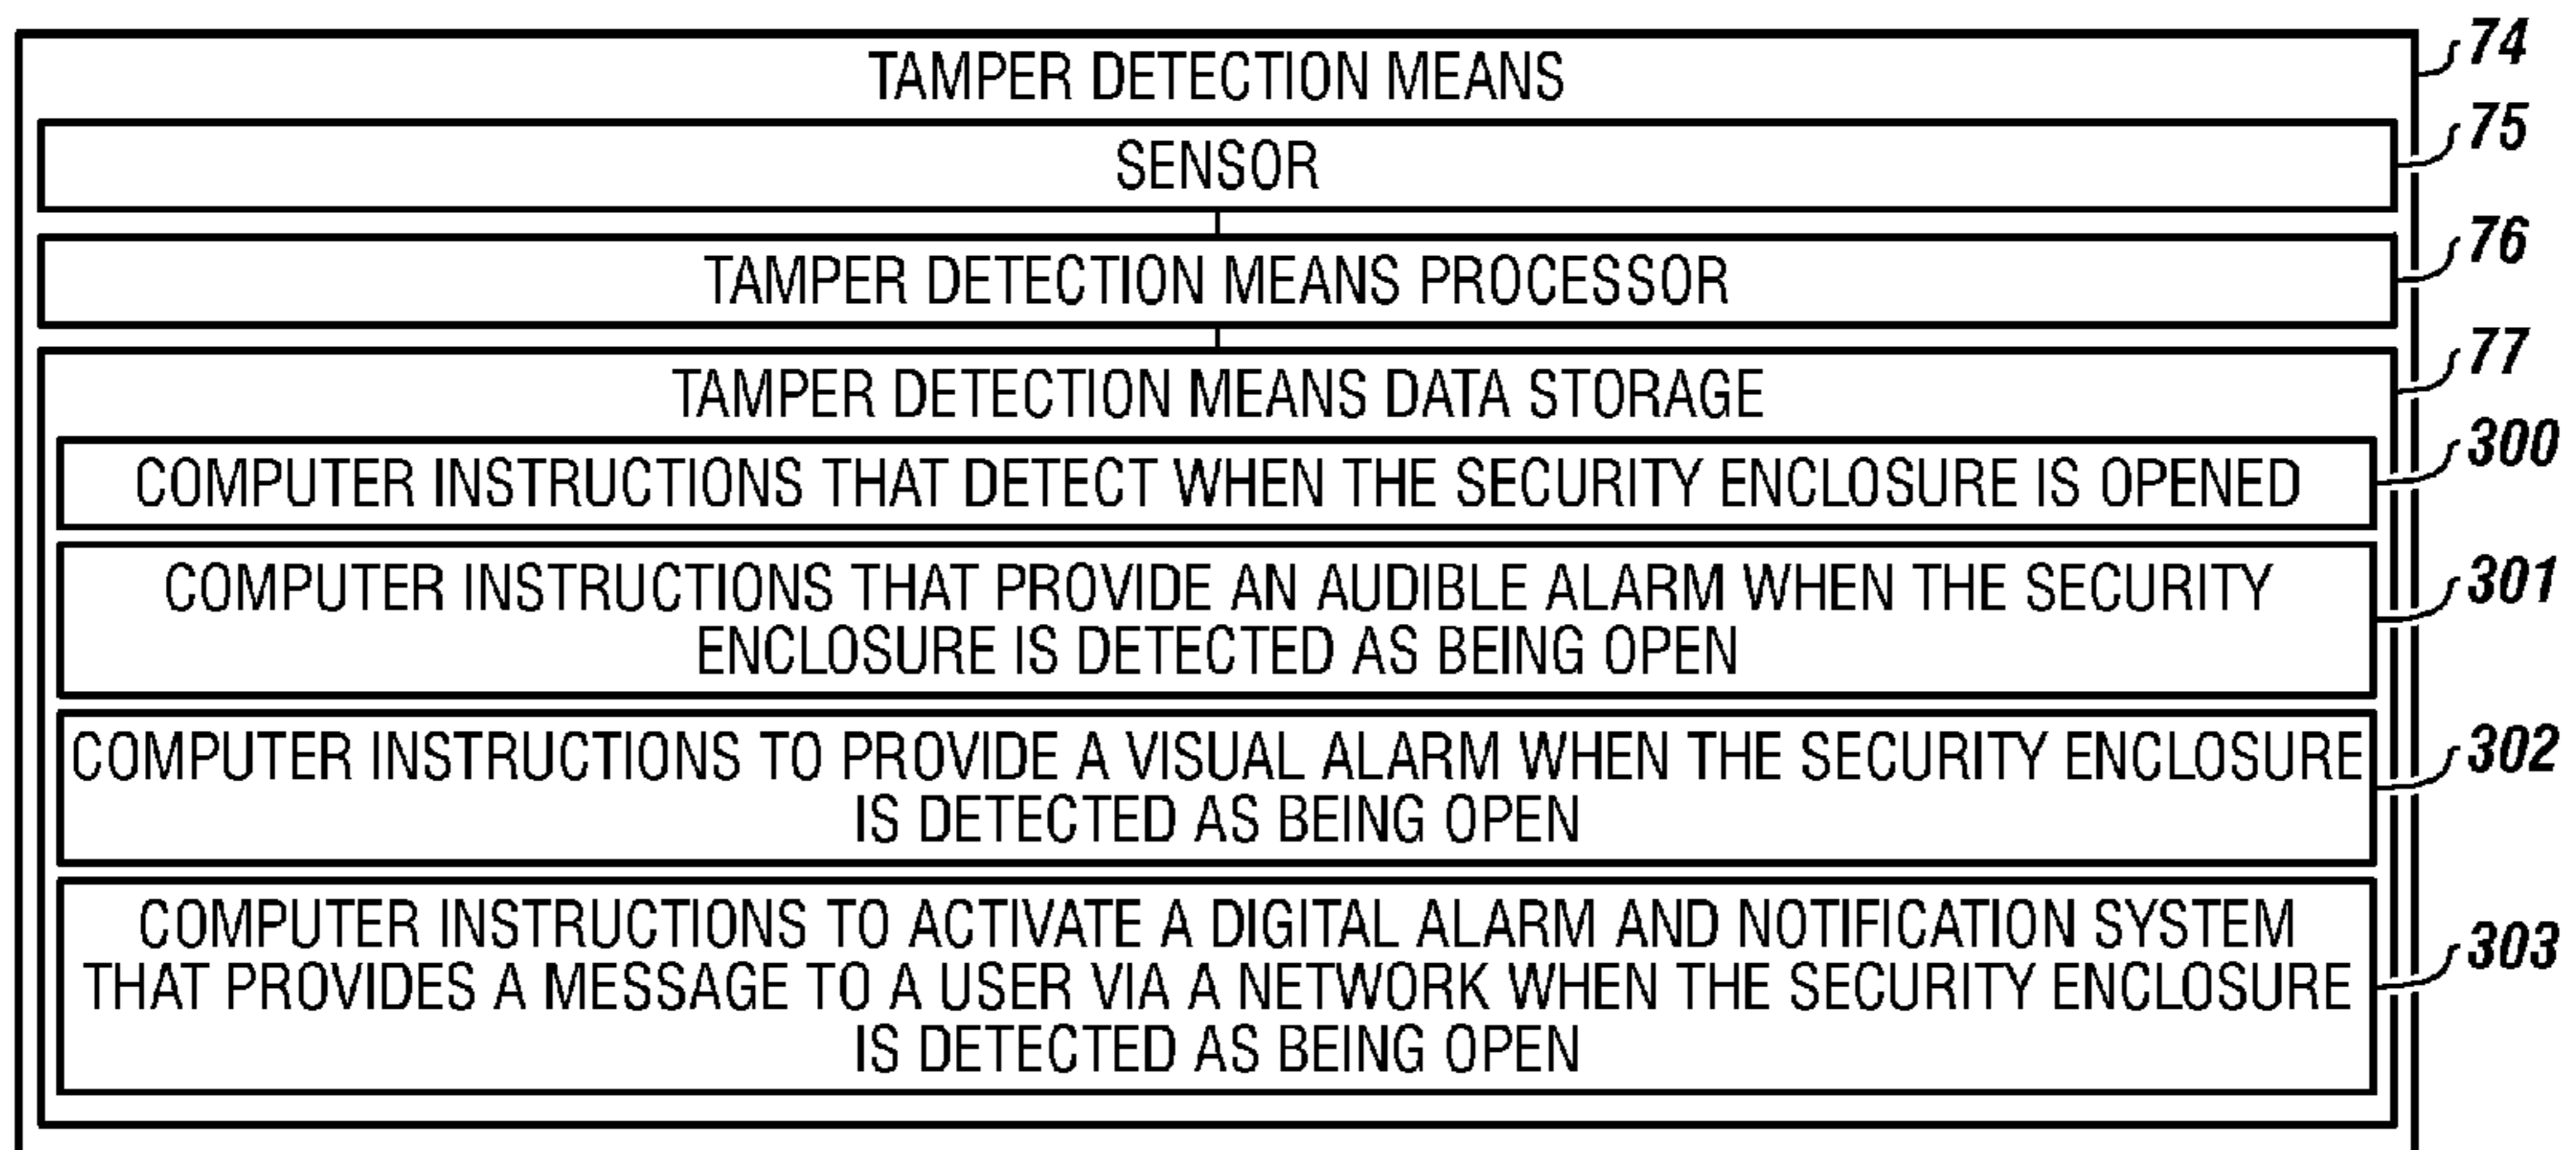 TAMPER DETECTION MEANS
74
SENSOR
75
TAMPER DETECTION MEANS PROCESSOR
76
TAMPER DETECTION MEANS DATA STORAGE
77
COMPUTER INSTRUCTIONS THAT DETECT WHEN THE SECURITY ENCLOSURE IS OPENED
300
COMPUTER INSTRUCTIONS THAT PROVIDE AN AUDIBLE ALARM WHEN THE SECURITY
ENCLOSURE IS DETECTED AS BEING OPEN
301
COMPUTER INSTRUCTIONS TO PROVIDE A VISUAL ALARM WHEN THE SECURITY ENCLOSURE
IS DETECTED AS BEING OPEN
302
COMPUTER INSTRUCTIONS TO ACTIVATE A DIGITAL ALARM AND NOTIFICATION SYSTEM
THAT PROVIDES A MESSAGE TO A USER VIA A NETWORK WHEN THE SECURITY ENCLOSURE
IS DETECTED AS BEING OPEN
303